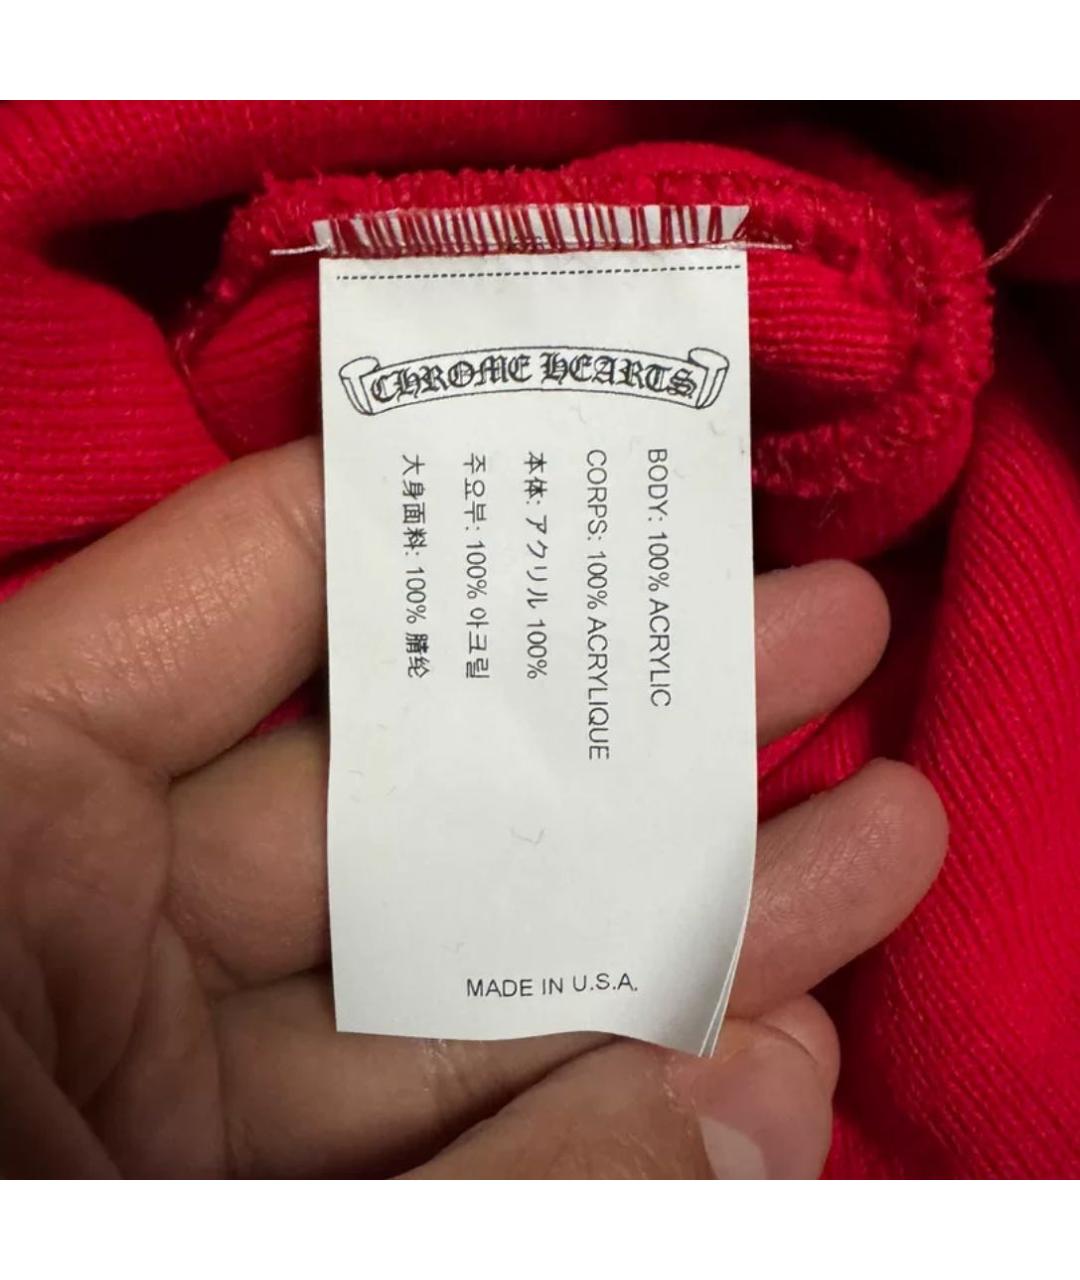 CHROME HEARTS
BODY: 100% ACRYLIC
CORPS: 100% ACRYLIQUE
本体: アクリル 100%
주요부: 100% 아크릴
大身面料: 100% 腈纶
MADE IN U.S.A.